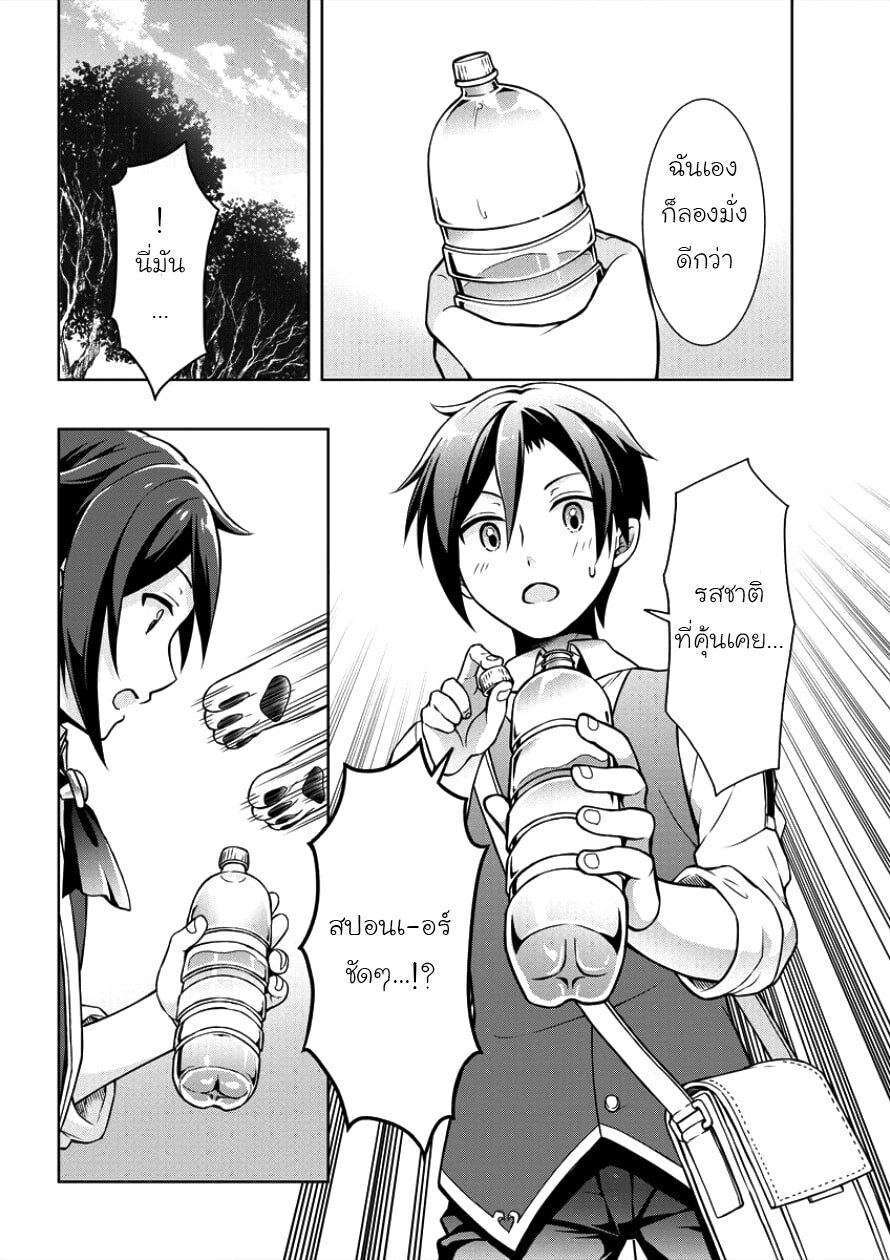 ฉันเอง
ก็ลองมั่ง
ดีกว่า
!
นี่มัน
...
รสชาติ
ที่คุ้นเคย...
สปอนเ-อร์
ชัดๆ...!?